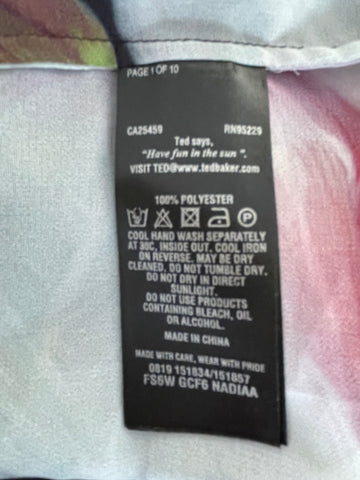 PAGE 1 OF 10
CA25459 RN95229
Ted says,
"Have fun in the sun".
VISIT TED@www.tedbaker.com
100% POLYESTER
COOL HAND WASH SEPARATELY
AT 30C, INSIDE OUT. COOL IRON
ON REVERSE. MAY BE DRY
CLEANED. DO NOT TUMBLE DRY.
DO NOT DRY IN DIRECT
SUNLIGHT.
DO NOT USE PRODUCTS
CONTAINING BLEACH, OIL
OR ALCOHOL.
MADE IN CHINA
MADE WITH CARE, WEAR WITH PRIDE
0819 151834/151857
FS6W GCF6 NADIAA